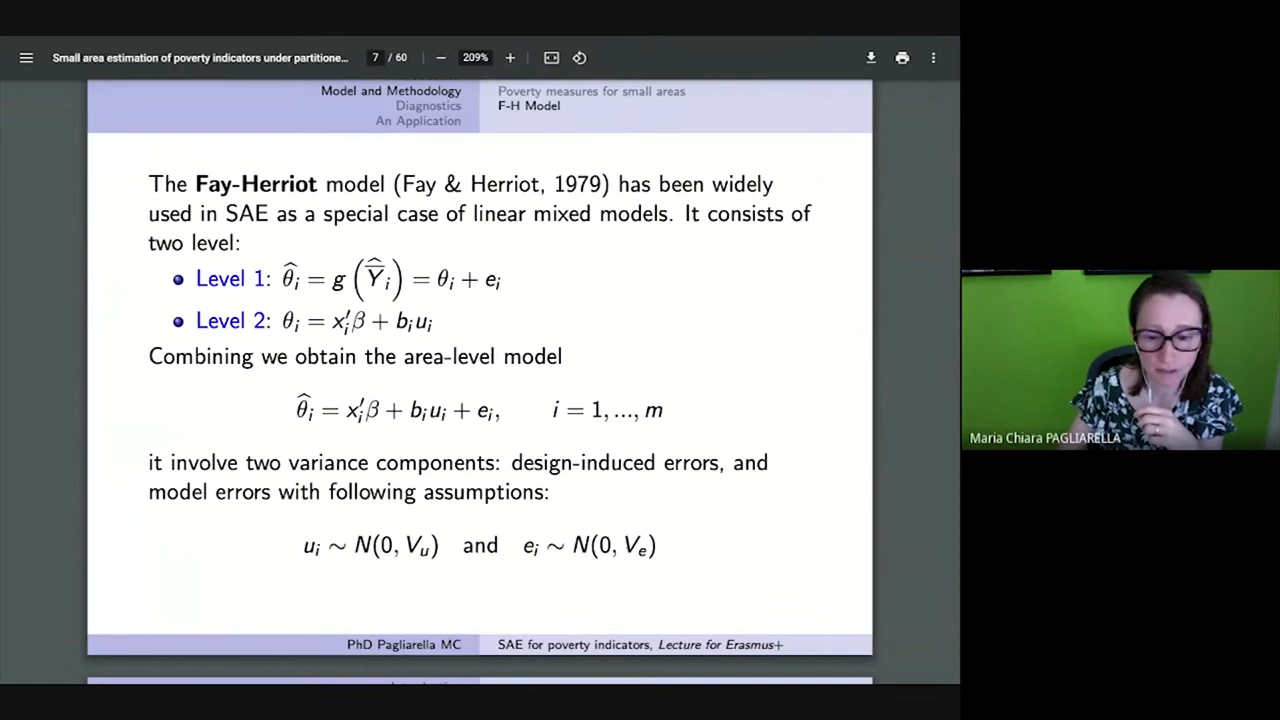 Small area estimation of poverty indicators under partitione... 7 / 60 209%
Model and Methodology
Diagnostics
An Application
Poverty measures for small areas
F-H Model
The Fay-Herriot model (Fay & Herriot, 1979) has been widely
used in SAE as a special case of linear mixed models. It consists of
two level:
Level 1: θ̂ᵢ = g (Ȳ̂ᵢ) = θᵢ + eᵢ
Level 2: θᵢ = x′ᵢβ + bᵢuᵢ
Combining we obtain the area-level model
θ̂ᵢ = x′ᵢβ + bᵢuᵢ + eᵢ, i = 1, ..., m
it involve two variance components: design-induced errors, and
model errors with following assumptions:
uᵢ ∼ N(0, Vᵤ) and eᵢ ∼ N(0, Vₑ)
PhD Pagliarella MC
SAE for poverty indicators, Lecture for Erasmus+
Maria Chiara PAGLIARELLA